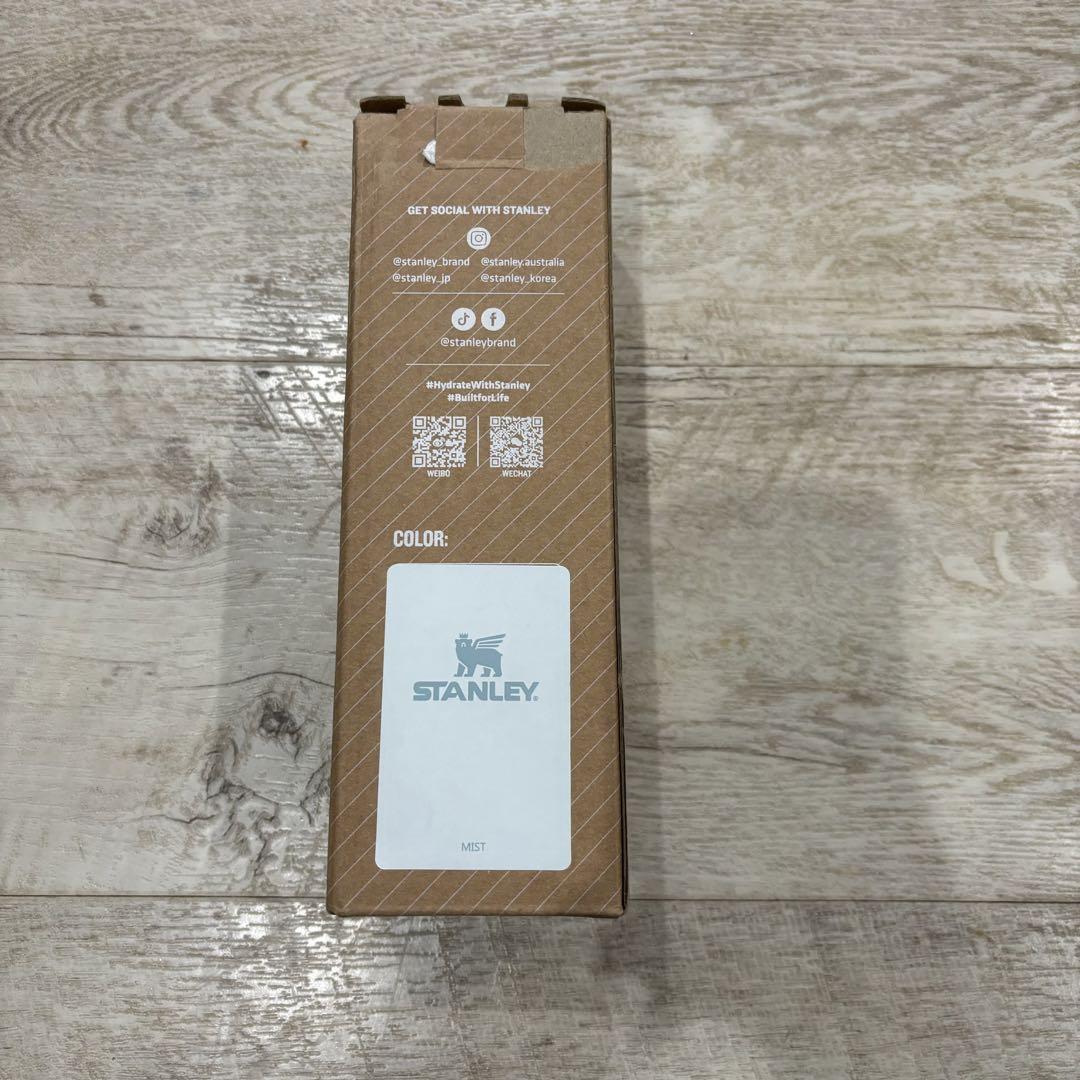 GET SOCIAL WITH STANLEY
@stanley_brand @stanley.australia
@stanley_jp @stanley_korea
@stanleybrand
#HydrateWithStanley
#BuiltforLife
WEIBO WECHAT
COLOR:
STANLEY®
MIST